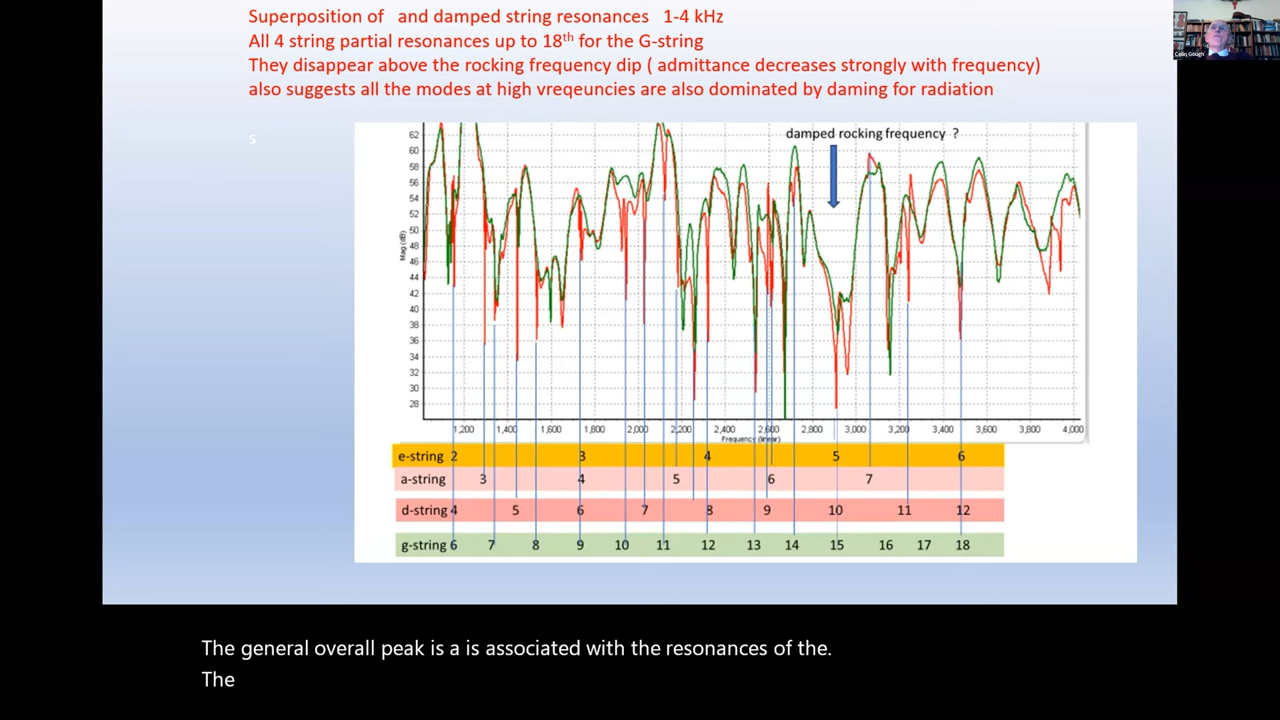 Superposition of and damped string resonances 1-4 kHz
All 4 string partial resonances up to 18th for the G-string
They disappear above the rocking frequency dip ( admittance decreases strongly with frequency)
also suggests all the modes at high vreqeuncies are also dominated by daming for radiation
s
Colin Gough
damped rocking frequency ?
62
60
58
56
54
52
50
48
46
44
42
40
38
36
34
32
30
28
Mag (dB)
1,200 1,400 1,600 1,800 2,000 2,200 2,400 2,600 2,800 3,000 3,200 3,400 3,600 3,800 4,000
Frequency (linear)
e-string 2 3 4 5 6
a-string 3 4 5 6 7
d-string 4 5 6 7 8 9 10 11 12
g-string 6 7 8 9 10 11 12 13 14 15 16 17 18
The general overall peak is a is associated with the resonances of the.
The